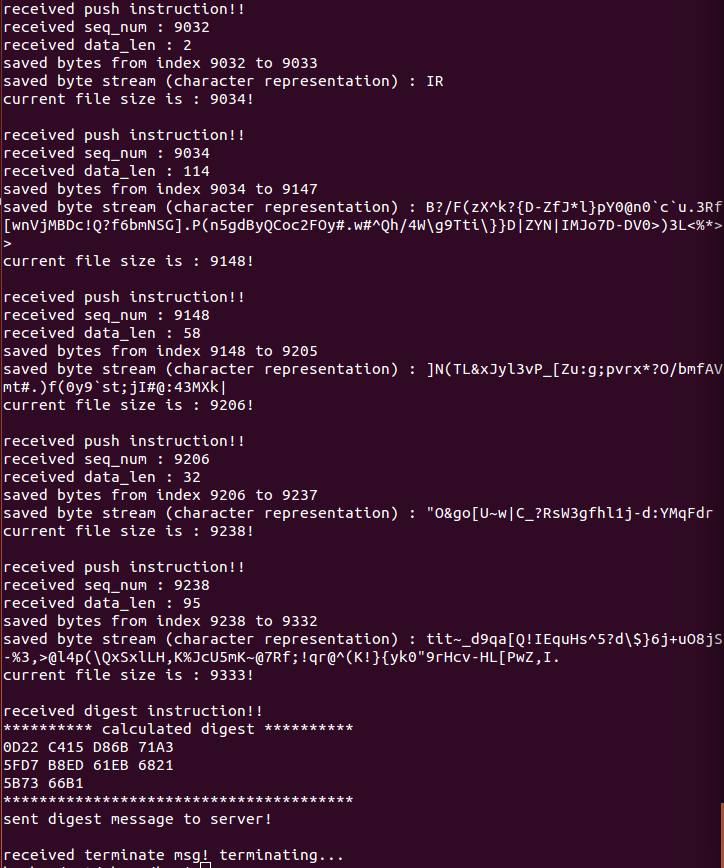 received push instruction!!
received seq_num : 9032
received data_len : 2
saved bytes from index 9032 to 9033
saved byte stream (character representation) : IR
current file size is : 9034!
received push instruction!!
received seq_num : 9034
received data_len : 114
saved bytes from index 9034 to 9147
saved byte stream (character representation) : B?/F(zX^k?{D-ZfJ*l}pY0@n0`c`u.3Rf
[wnVjMBDc!Q?f6bmNSG].P(n5gdByQCoc2FOy#.w#^Qh/4W\g9Tti\}}D|ZYN|IMJo7D-DV0>)3L<%*>
>
current file size is : 9148!
received push instruction!!
received seq_num : 9148
received data_len : 58
saved bytes from index 9148 to 9205
saved byte stream (character representation) : ]N(TL&xJyl3vP_[Zu:g;pvrx*?O/bmfAV
mt#.)f(0y9`st;jI#@:43MXk|
current file size is : 9206!
received push instruction!!
received seq_num : 9206
received data_len : 32
saved bytes from index 9206 to 9237
saved byte stream (character representation) : "O&go[U~w|C_?RsW3gfhl1j-d:YMqFdr
current file size is : 9238!
received push instruction!!
received seq_num : 9238
received data_len : 95
saved bytes from index 9238 to 9332
saved byte stream (character representation) : tit~_d9qa[Q!IEquHs^5?d\$}6j+uO8jS
-%3,>@l4p(\QxSxlLH,K%JcU5mK~@7Rf;!qr@^(K!}{yk0"9rHcv-HL[PwZ,I.
current file size is : 9333!
received digest instruction!!
********** calculated digest **********
0D22 C415 D86B 71A3
5FD7 B8ED 61EB 6821
5B73 66B1
***************************************
sent digest message to server!
received terminate msg! terminating...